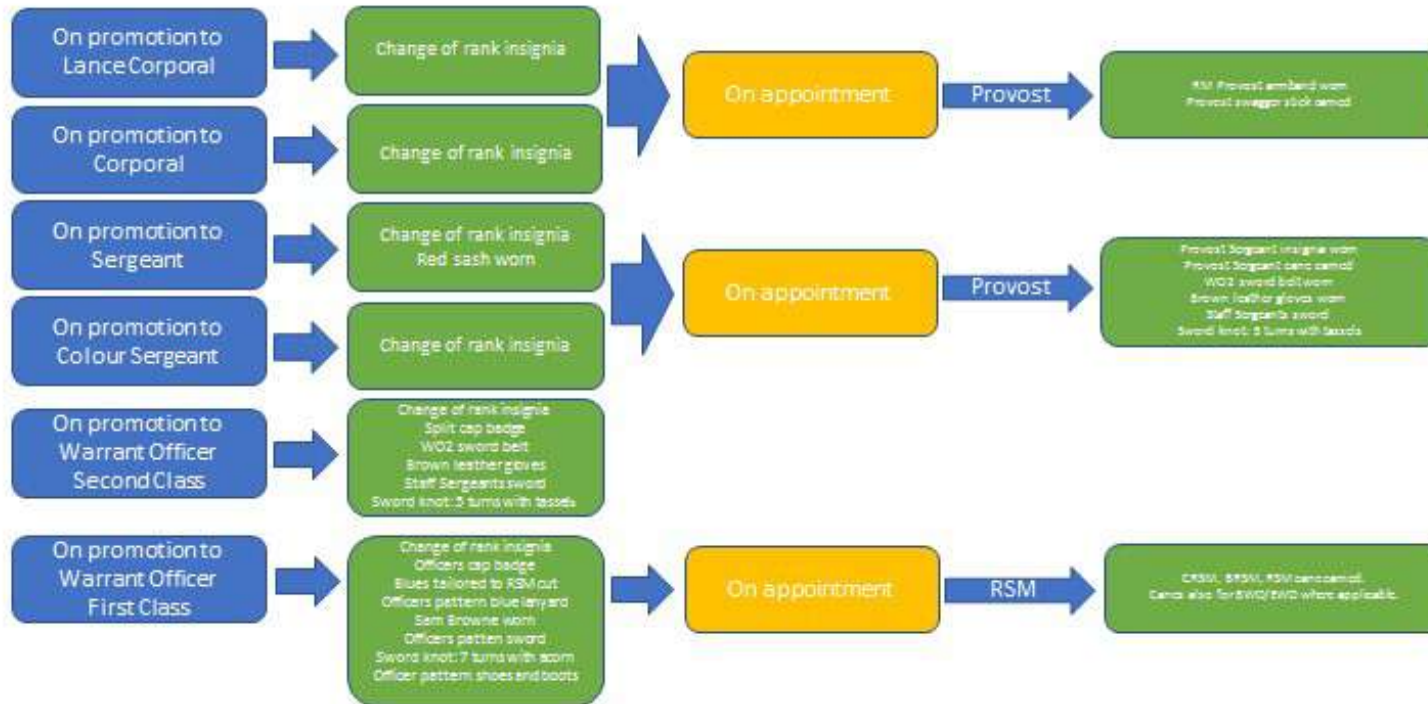 On promotion to
Lance Corporal
Change of rank insignia
On promotion to
Corporal
Change of rank insignia
On appointment
Provost
RM Provost armband worn
Provost swagger stick carried
On promotion to
Sergeant
Change of rank insignia
Red sash worn
On promotion to
Colour Sergeant
Change of rank insignia
On appointment
Provost
Provost Sergeant insignia worn
Provost Sergeant cane carried
WO2 sword belt worn
Brown leather gloves worn
Staff Sergeants sword
Sword knot: 5 turns with tassels
On promotion to
Warrant Officer
Second Class
Change of rank insignia
Split cap badge
WO2 sword belt
Brown leather gloves
Staff Sergeants sword
Sword knot: 5 turns with tassels
On promotion to
Warrant Officer
First Class
Change of rank insignia
Officers cap badge
Blues tailored to RSM cut
Officers pattern blue lanyard
Sam Browne worn
Officers patten sword
Sword knot: 7 turns with acorn
Officer pattern shoes and boots
On appointment
RSM
CRSM, BRSM, RSM cane carried.
Canes also for where applicable.